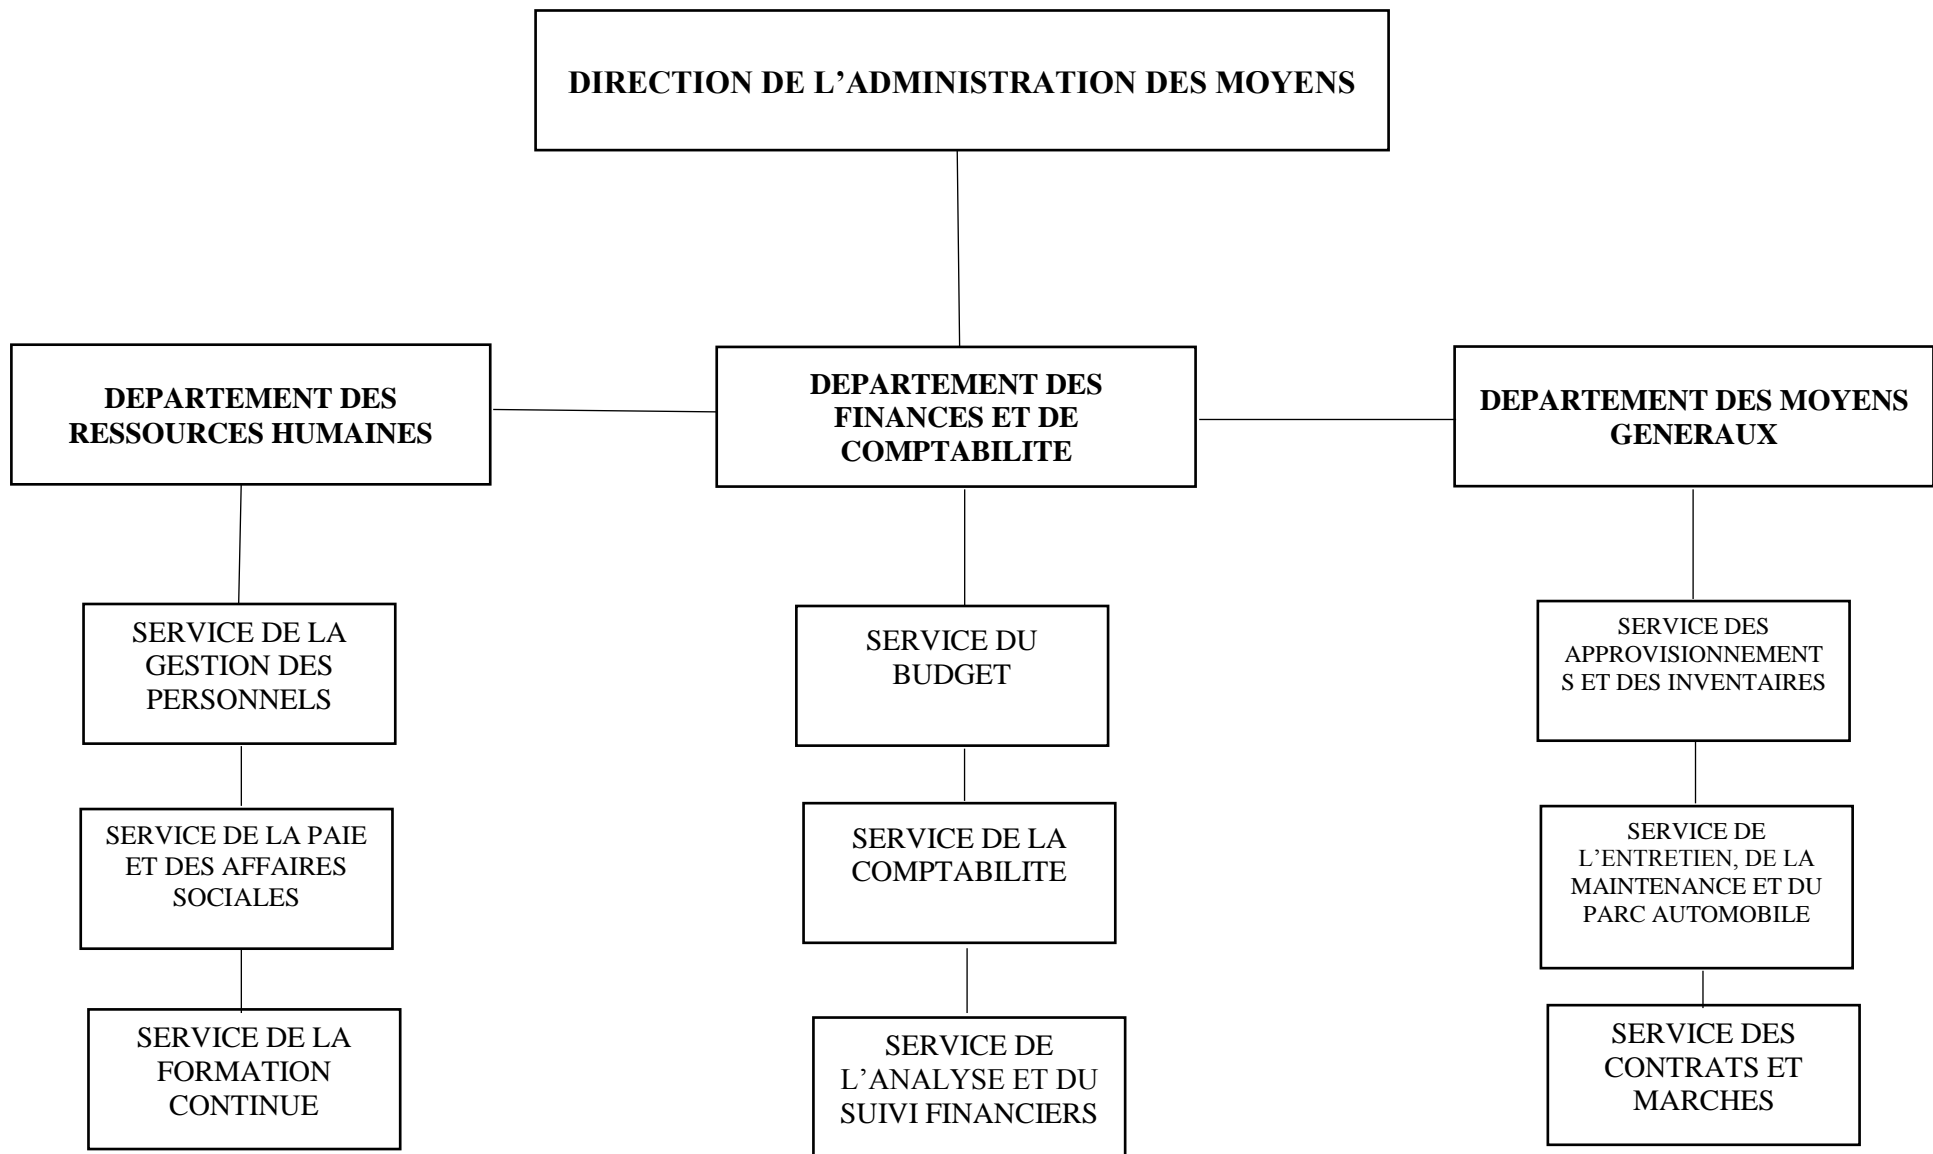 DIRECTION DE L’ADMINISTRATION DES MOYENS
DEPARTEMENT DES
RESSOURCES HUMAINES
DEPARTEMENT DES
FINANCES ET DE
COMPTABILITE
DEPARTEMENT DES MOYENS
GENERAUX
SERVICE DE LA
GESTION DES
PERSONNELS
SERVICE DU
BUDGET
SERVICE DES
APPROVISIONNEMENT
S ET DES INVENTAIRES
SERVICE DE LA PAIE
ET DES AFFAIRES
SOCIALES
SERVICE DE LA
COMPTABILITE
SERVICE DE
L’ENTRETIEN, DE LA
MAINTENANCE ET DU
PARC AUTOMOBILE
SERVICE DE LA
FORMATION
CONTINUE
SERVICE DE
L’ANALYSE ET DU
SUIVI FINANCIERS
SERVICE DES
CONTRATS ET
MARCHES